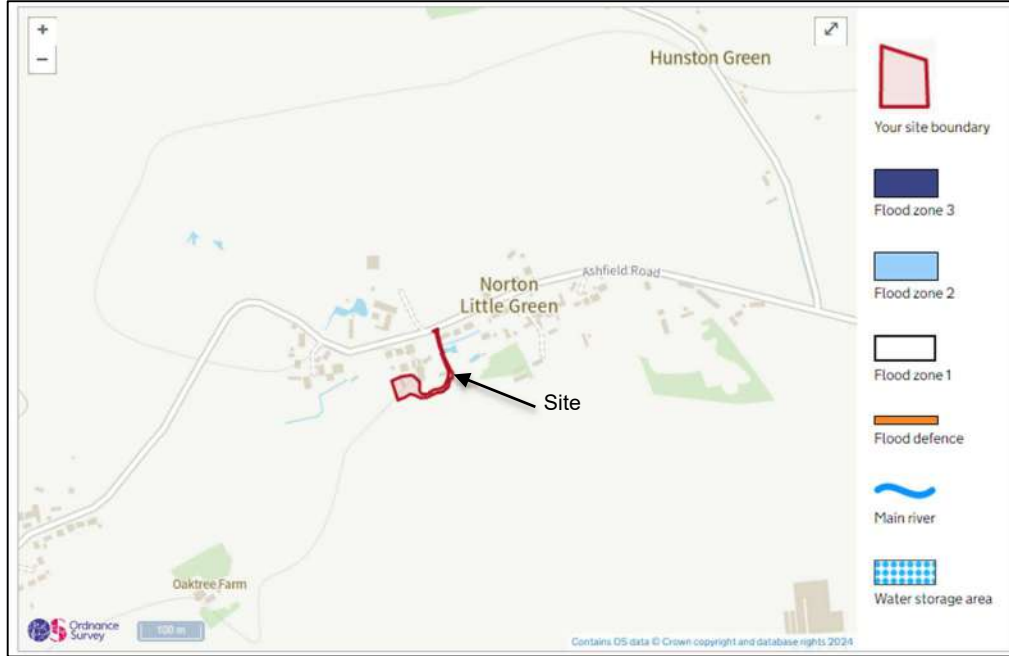 +
−
Hunston Green
Norton
Little Green
Ashfield Road
Site
Oaktree Farm
Ordnance
Survey
100 m
Contains OS data © Crown copyright and database rights 2024
Your site boundary
Flood zone 3
Flood zone 2
Flood zone 1
Flood defence
Main river
Water storage area